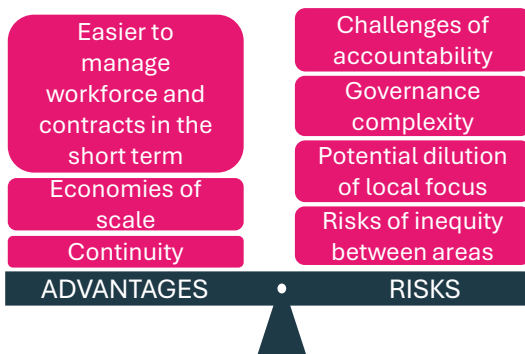 Easier to
manage
workforce and
contracts in the
short term
Economies of
scale
Continuity
ADVANTAGES
Challenges of
accountability
Governance
complexity
Potential dilution
of local focus
Risks of inequity
between areas
RISKS